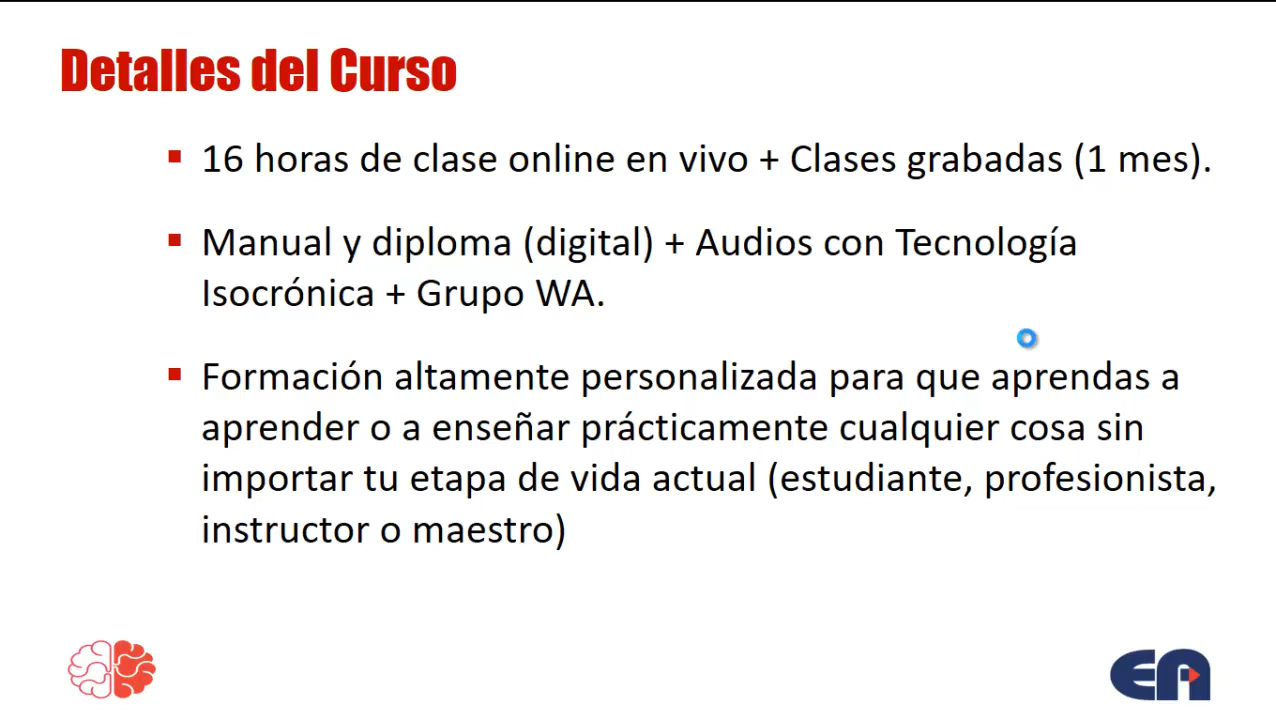 Detalles del Curso
16 horas de clase online en vivo + Clases grabadas (1 mes).
Manual y diploma (digital) + Audios con Tecnología
Isocrónica + Grupo WA.
Formación altamente personalizada para que aprendas a
aprender o a enseñar prácticamente cualquier cosa sin
importar tu etapa de vida actual (estudiante, profesionista,
instructor o maestro)
EA